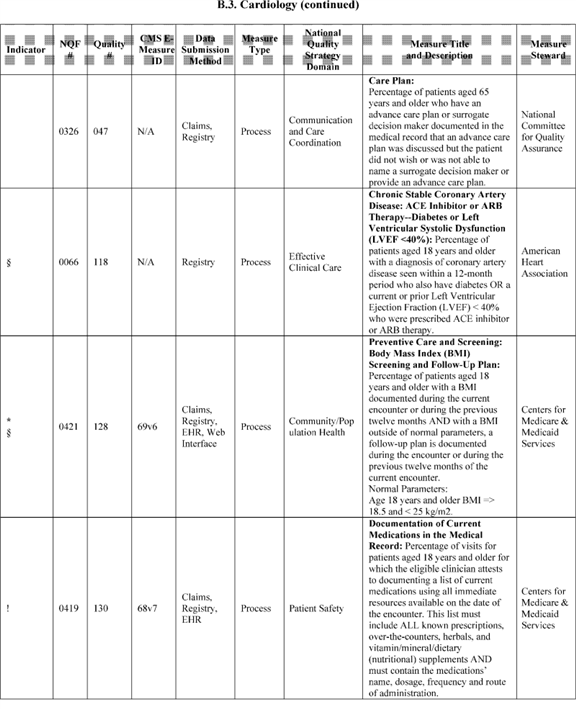 B.3. Cardiology (continued)
Indicator
NQF
#
Quality
#
CMS E-
Measure
ID
Data
Submission
Method
Measure
Type
National
Quality
Strategy
Domain
Measure Title
and Description
Measure
Steward
0326
047
N/A
Claims,
Registry
Process
Communication
and Care
Coordination
Care Plan:
Percentage of patients aged 65
years and older who have an
advance care plan or surrogate
decision maker documented in the
medical record that an advance care
plan was discussed but the patient
did not wish or was not able to
name a surrogate decision maker or
provide an advance care plan.
National
Committee
for Quality
Assurance
§
0066
118
N/A
Registry
Process
Effective
Clinical Care
Chronic Stable Coronary Artery
Disease: ACE Inhibitor or ARB
Therapy--Diabetes or Left
Ventricular Systolic Dysfunction
(LVEF <40%): Percentage of
patients aged 18 years and older
with a diagnosis of coronary artery
disease seen within a 12-month
period who also have diabetes OR a
current or prior Left Ventricular
Ejection Fraction (LVEF) < 40%
who were prescribed ACE inhibitor
or ARB therapy.
American
Heart
Association
*
§
0421
128
69v6
Claims,
Registry,
EHR, Web
Interface
Process
Community/Pop
ulation Health
Preventive Care and Screening:
Body Mass Index (BMI)
Screening and Follow-Up Plan:
Percentage of patients aged 18
years and older with a BMI
documented during the current
encounter or during the previous
twelve months AND with a BMI
outside of normal parameters, a
follow-up plan is documented
during the encounter or during the
previous twelve months of the
current encounter.
Normal Parameters:
Age 18 years and older BMI =>
18.5 and < 25 kg/m2.
Centers for
Medicare &
Medicaid
Services
!
0419
130
68v7
Claims,
Registry,
EHR
Process
Patient Safety
Documentation of Current
Medications in the Medical
Record: Percentage of visits for
patients aged 18 years and older for
which the eligible clinician attests
to documenting a list of current
medications using all immediate
resources available on the date of
the encounter. This list must
include ALL known prescriptions,
over-the-counters, herbals, and
vitamin/mineral/dietary
(nutritional) supplements AND
must contain the medications'
name, dosage, frequency and route
of administration.
Centers for
Medicare &
Medicaid
Services